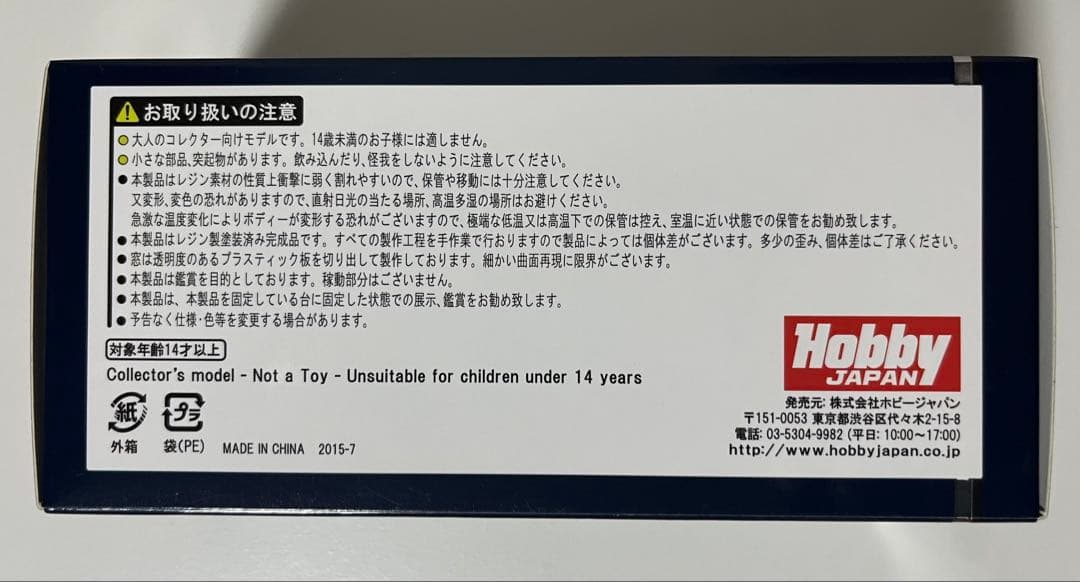 お取り扱いの注意
●大人のコレクター向けモデルです。14歳未満のお子様には適しません。
●小さな部品、突起物があります。飲み込んだり、怪我をしないように注意してください。
●本製品はレジン素材の性質上衝撃に弱く割れやすいので、保管や移動には十分注意してください。
又変形、変色の恐れがありますので、直射日光の当たる場所、高温多湿の場所はお避けください。
急激な温度変化によりボディーが変形する恐れがございますので、極端な低温又は高温下での保管は控え、室温に近い状態での保管をお勧め致します。
●本製品はレジン製塗装済み完成品です。すべての製作工程を手作業で行おりますので製品によっては個体差がございます。多少の歪み、個体差はご了承ください。
●窓は透明度のあるプラスティック板を切り出して製作しております。細かい曲面再現に限界がございます。
●本製品は鑑賞を目的としております。稼動部分はございません。
●本製品は、本製品を固定している台に固定した状態での展示、鑑賞をお勧め致します。
●予告なく仕様・色等を変更する場合があります。
対象年齢14才以上
Collector's model - Not a Toy - Unsuitable for children under 14 years
紙 プラ
外箱 袋(PE) MADE IN CHINA 2015-7
Hobby
JAPAN
発売元: 株式会社ホビージャパン
〒151-0053 東京都渋谷区代々木2-15-8
電話: 03-5304-9982 (平日: 10:00〜17:00)
http://www.hobbyjapan.co.jp